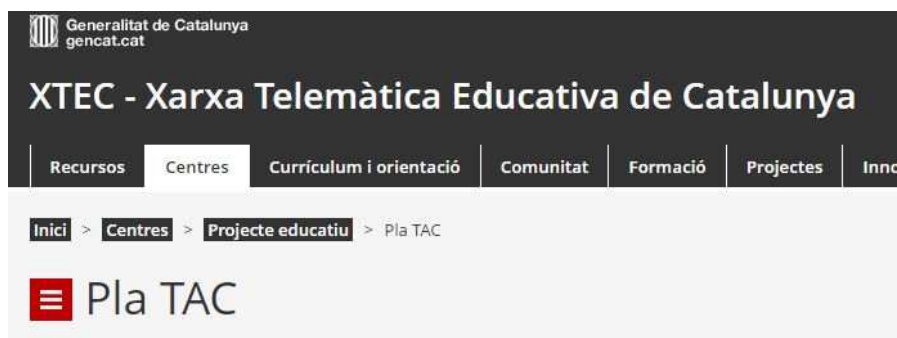 Generalitat de Catalunya
gencat.cat
XTEC - Xarxa Telemàtica Educativa de Catalunya
Recursos Centres Currículum i orientació Comunitat Formació Projectes
Inici > Centres > Projecte educatiu > Pla TAC
Pla TAC